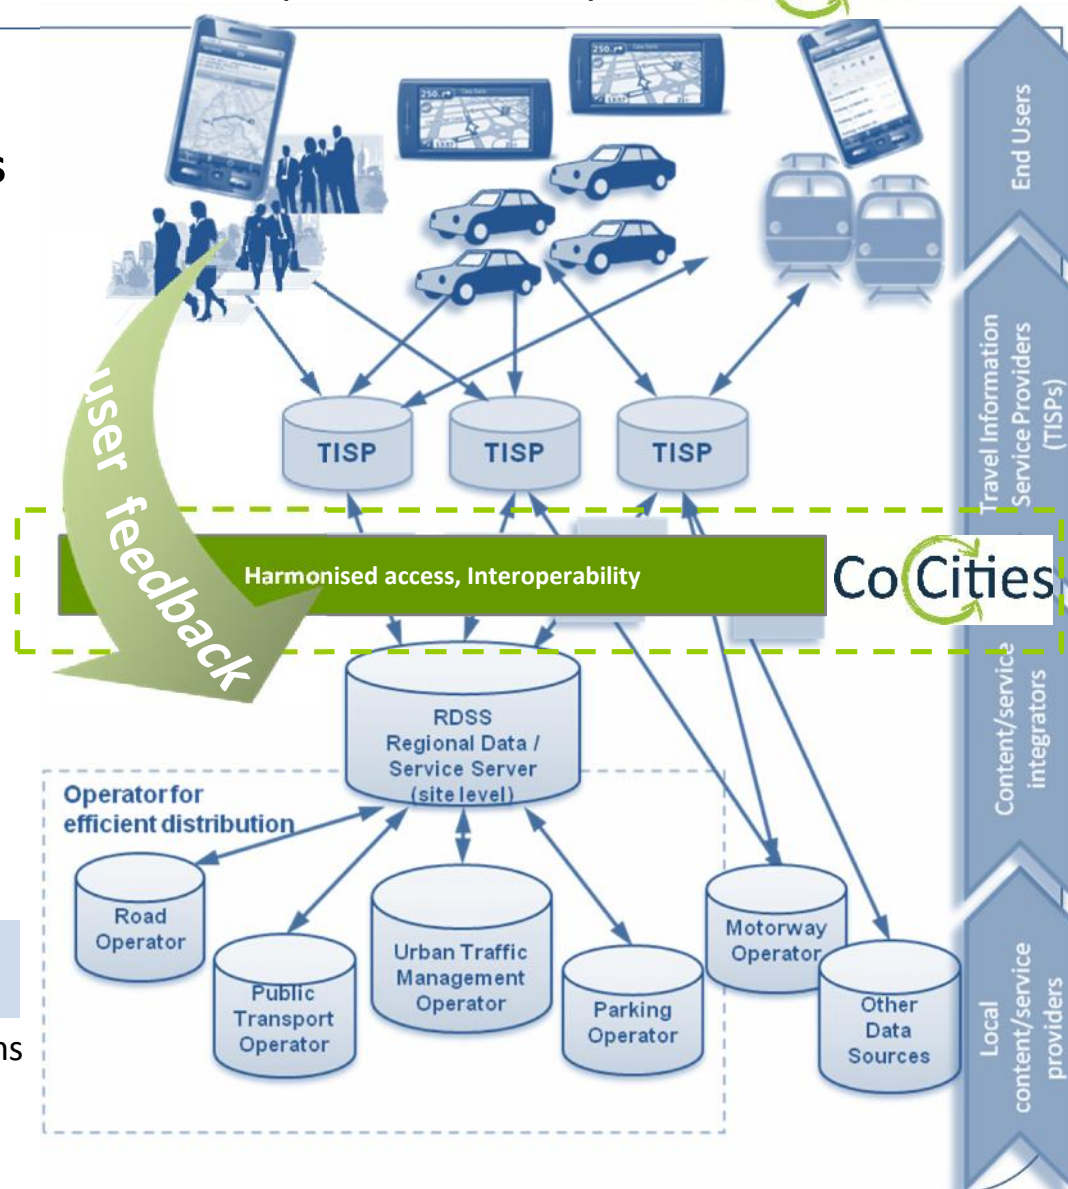 s
End Users
Travel Information
Service Providers
(TISPs)
TISP
TISP
TISP
user feedback
Harmonised access, Interoperability
CoCities
RDSS
Regional Data /
Service Server
(site level)
Content/service
integrators
Operator for
efficient distribution
Road
Operator
Public
Transport
Operator
Urban Traffic
Management
Operator
Parking
Operator
Motorway
Operator
Other
Data
Sources
Local
content/service
providers
ns